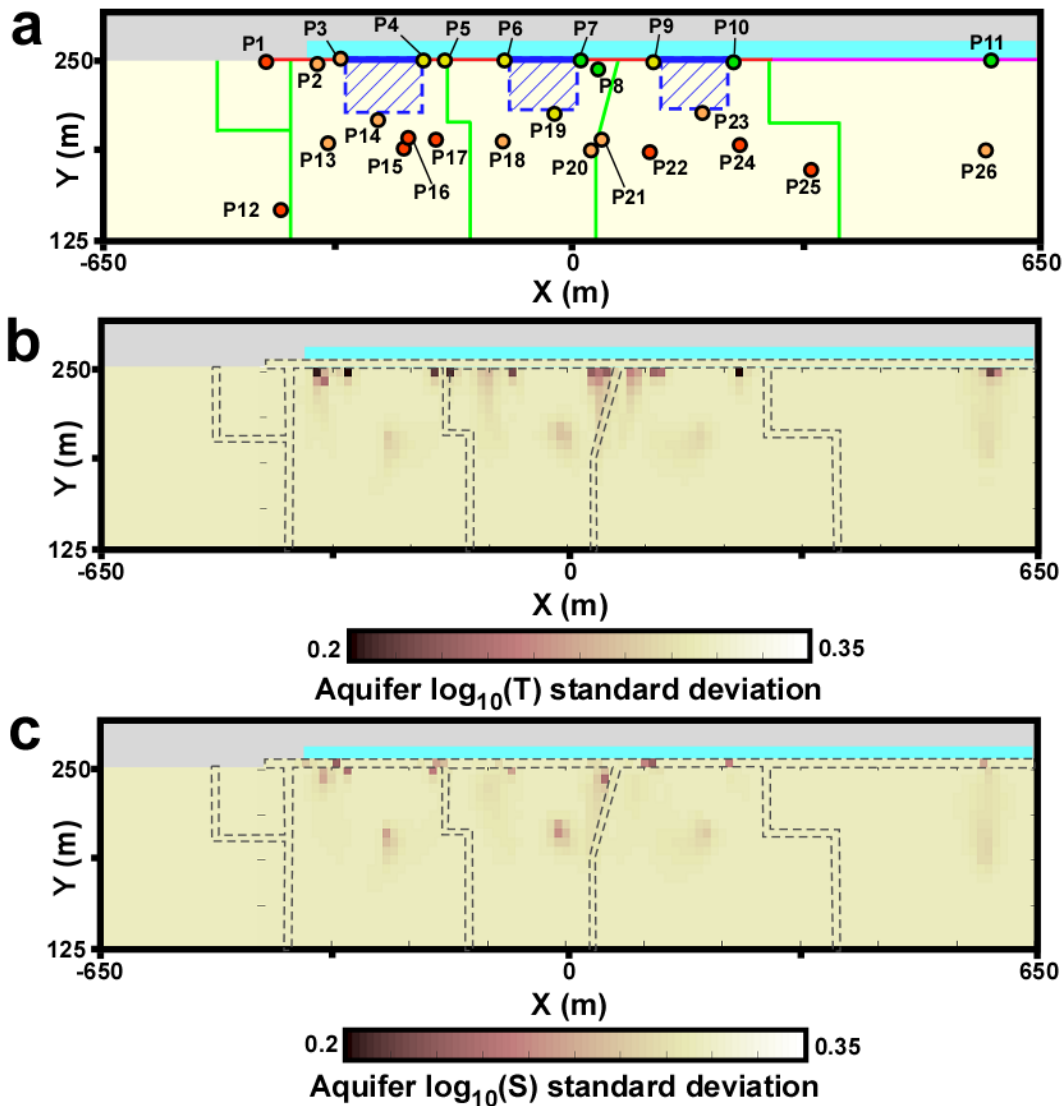 a
P1 P2 P3 P4 P5 P6 P7 P8 P9 P10 P11
P14 P19 P23
P13 P15 P16 P17 P18 P20 P21 P22 P24 P25 P26
P12
250
125
Y (m)
-650 0 650
X (m)
b
250
125
Y (m)
-650 0 650
X (m)
0.2 0.35
Aquifer log10(T) standard deviation
c
250
125
Y (m)
-650 0 650
X (m)
0.2 0.35
Aquifer log10(S) standard deviation